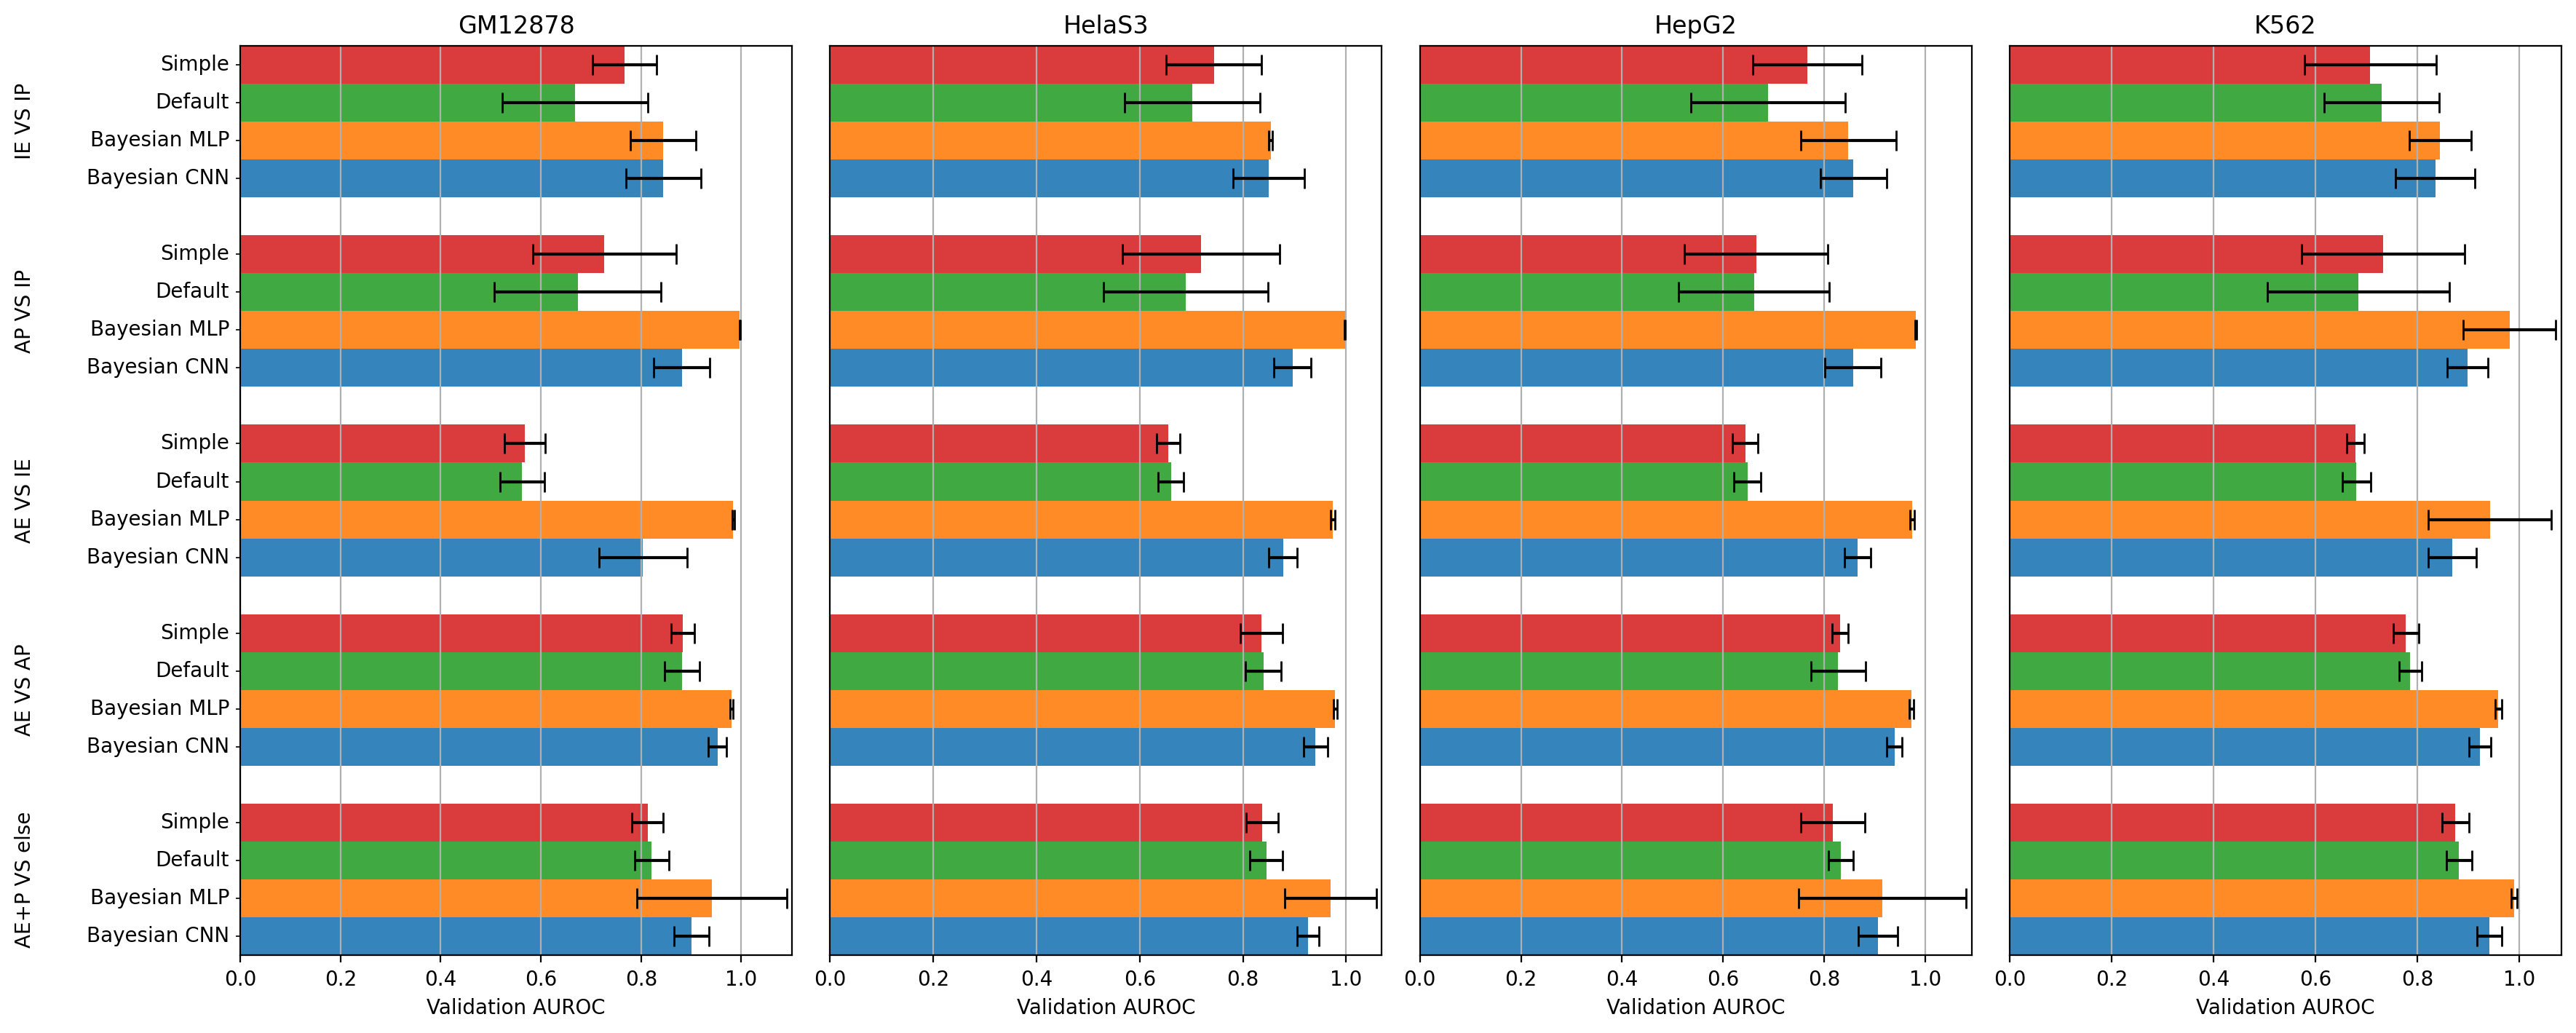 GM12878
HelaS3
HepG2
K562
IE VS IP
Simple
Default
Bayesian MLP
Bayesian CNN
AP VS IP
Simple
Default
Bayesian MLP
Bayesian CNN
AE VS IE
Simple
Default
Bayesian MLP
Bayesian CNN
AE VS AP
Simple
Default
Bayesian MLP
Bayesian CNN
AE+P VS else
Simple
Default
Bayesian MLP
Bayesian CNN
0.0 0.2 0.4 0.6 0.8 1.0
Validation AUROC
0.0 0.2 0.4 0.6 0.8 1.0
Validation AUROC
0.0 0.2 0.4 0.6 0.8 1.0
Validation AUROC
0.0 0.2 0.4 0.6 0.8 1.0
Validation AUROC